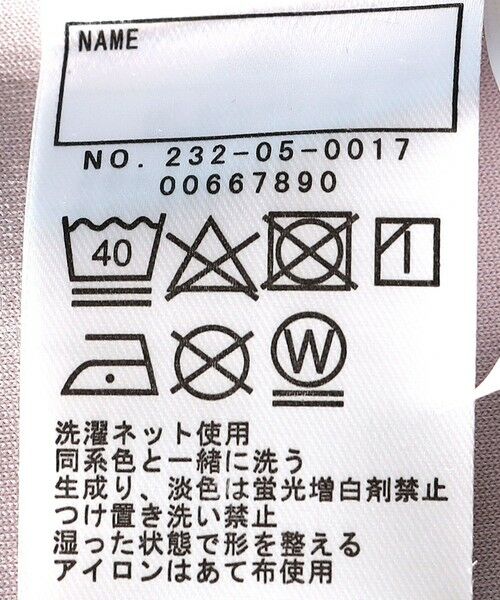 NAME
NO. 232-05-0017
00667890
40
W
洗濯ネット使用
同系色と一緒に洗う
生成り、淡色は蛍光増白剤禁止
つけ置き洗い禁止
湿った状態で形を整える
アイロンはあて布使用